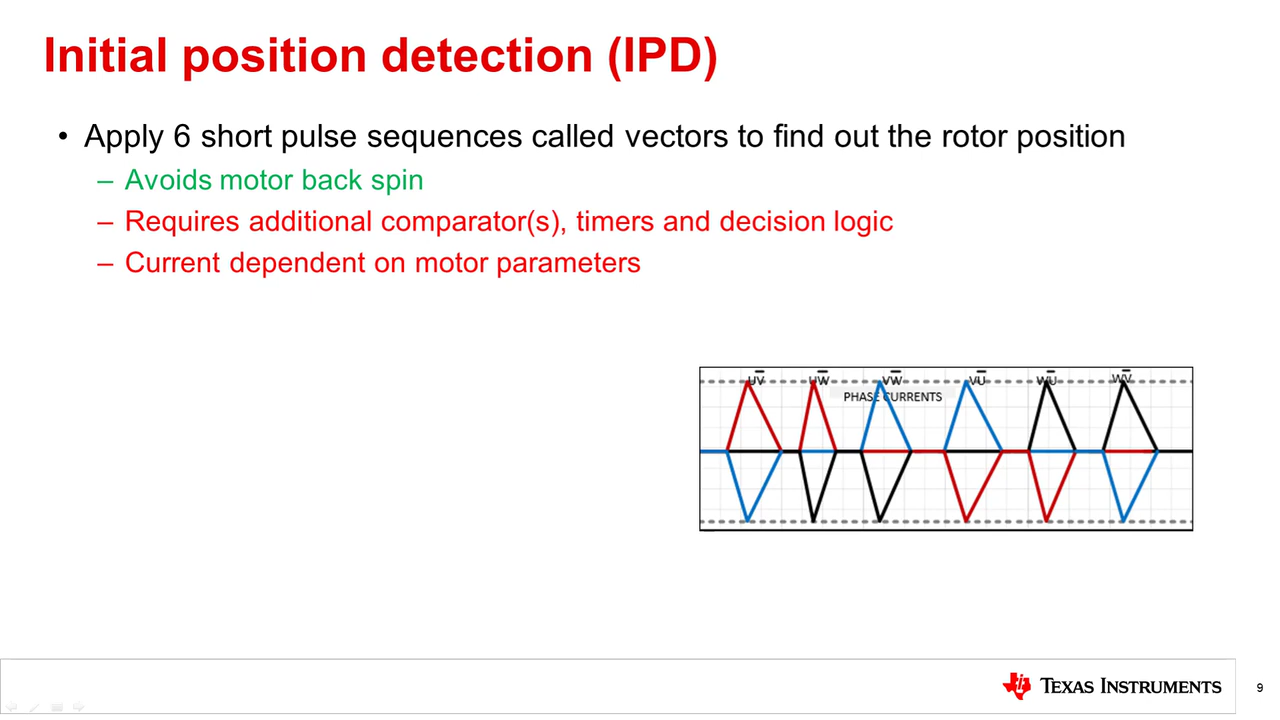 Initial position detection (IPD)
• Apply 6 short pulse sequences called vectors to find out the rotor position
– Avoids motor back spin
– Requires additional comparator(s), timers and decision logic
– Current dependent on motor parameters
UV̅ UW̅ VW̅ VU̅ WU̅ WV̅
PHASE CURRENTS
TEXAS INSTRUMENTS
9